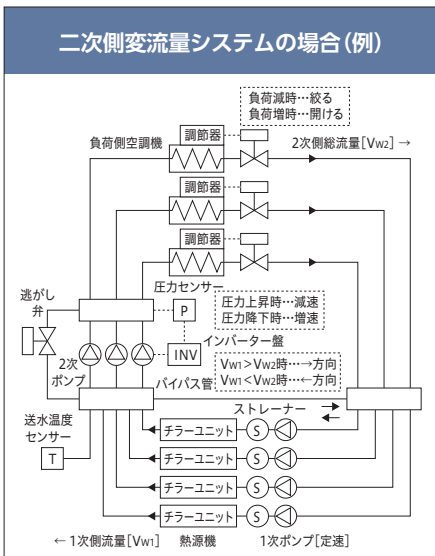 二次側変流量システムの場合(例)
負荷減時…絞る
負荷増時…開ける
調節器
負荷側空調機
2次側総流量[VW2] →
調節器
調節器
圧力センサー
逃がし
弁
P
圧力上昇時…減速
圧力降下時…増速
INV
インバーター盤
2次
ポンプ
バイパス管
VW1>VW2時…→方向
VW1<VW2時…←方向
送水温度
センサー
ストレーナー
T
チラーユニット
S
チラーユニット
S
チラーユニット
S
チラーユニット
S
← 1次側流量[VW1]
熱源機
1次ポンプ[定速]